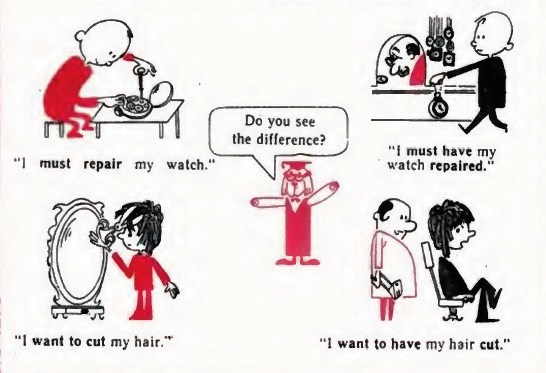 Do you see
the difference?
"I must repair my watch."
"I must have my
watch repaired."
"I want to cut my hair."
"I want to have my hair cut."